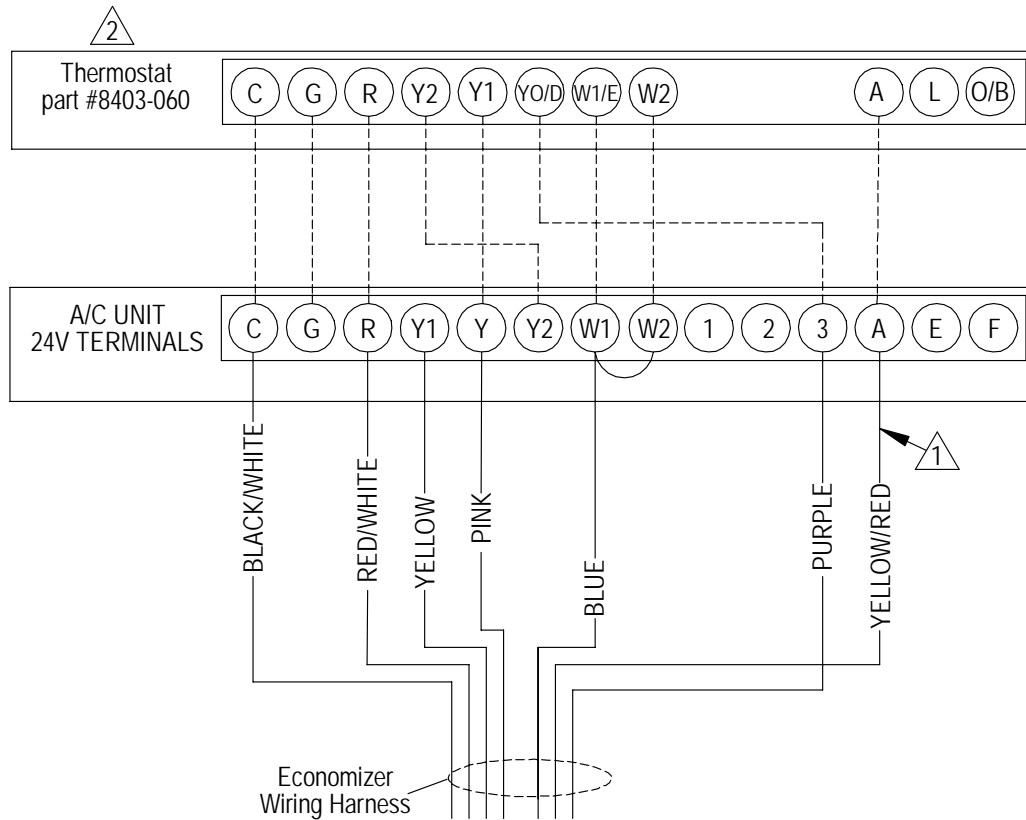 2
Thermostat
part #8403-060
C G R Y2 Y1 YO/D W1/E W2 A L O/B
A/C UNIT
24V TERMINALS
C G R Y1 Y Y2 W1 W2 1 2 3 A E F
1
BLACK/WHITE
RED/WHITE
YELLOW
PINK
BLUE
PURPLE
YELLOW/RED
Economizer
Wiring Harness